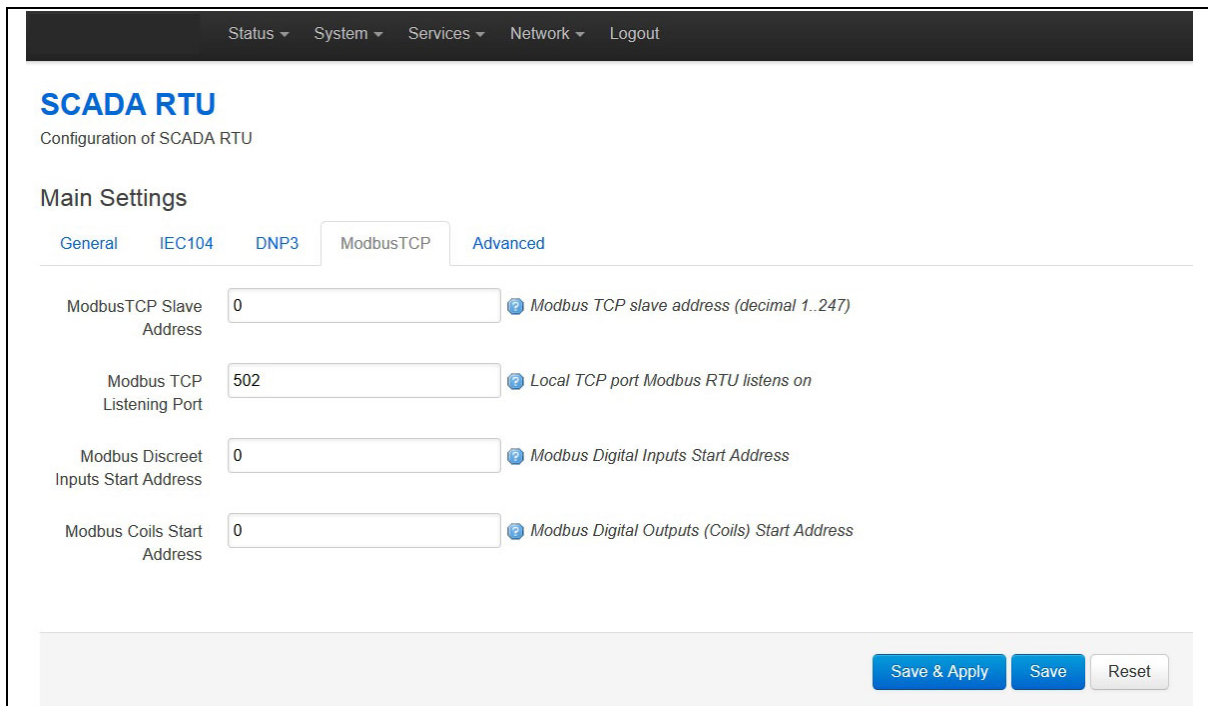 Status System Services Network Logout
SCADA RTU
Configuration of SCADA RTU
Main Settings
General IEC104 DNP3 ModbusTCP Advanced
ModbusTCP Slave Address 0 Modbus TCP slave address (decimal 1..247)
Modbus TCP Listening Port 502 Local TCP port Modbus RTU listens on
Modbus Discreet Inputs Start Address 0 Modbus Digital Inputs Start Address
Modbus Coils Start Address 0 Modbus Digital Outputs (Coils) Start Address
Save & Apply Save Reset